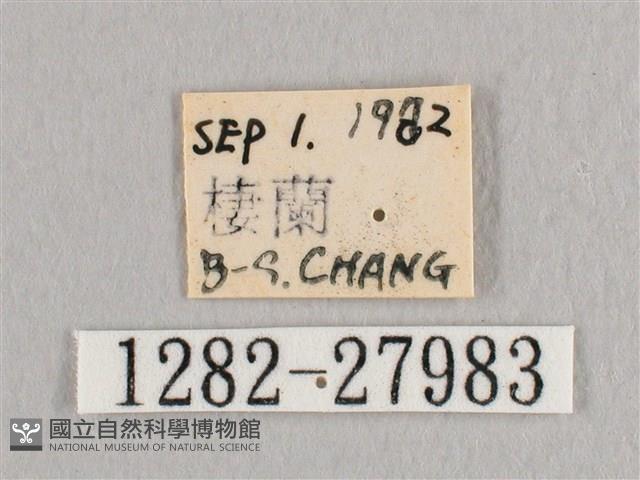 SEP 1. 1982
棲蘭
B-S. CHANG
1282-27983
國立自然科學博物館
NATIONAL MUSEUM OF NATURAL SCIENCE